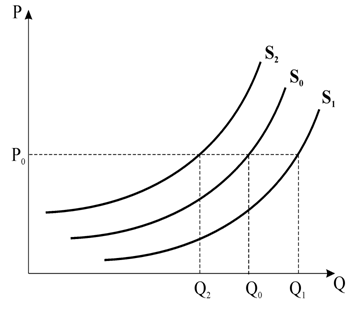 P
S₂
S₀
S₁
P₀
Q₂ Q₀ Q₁ Q